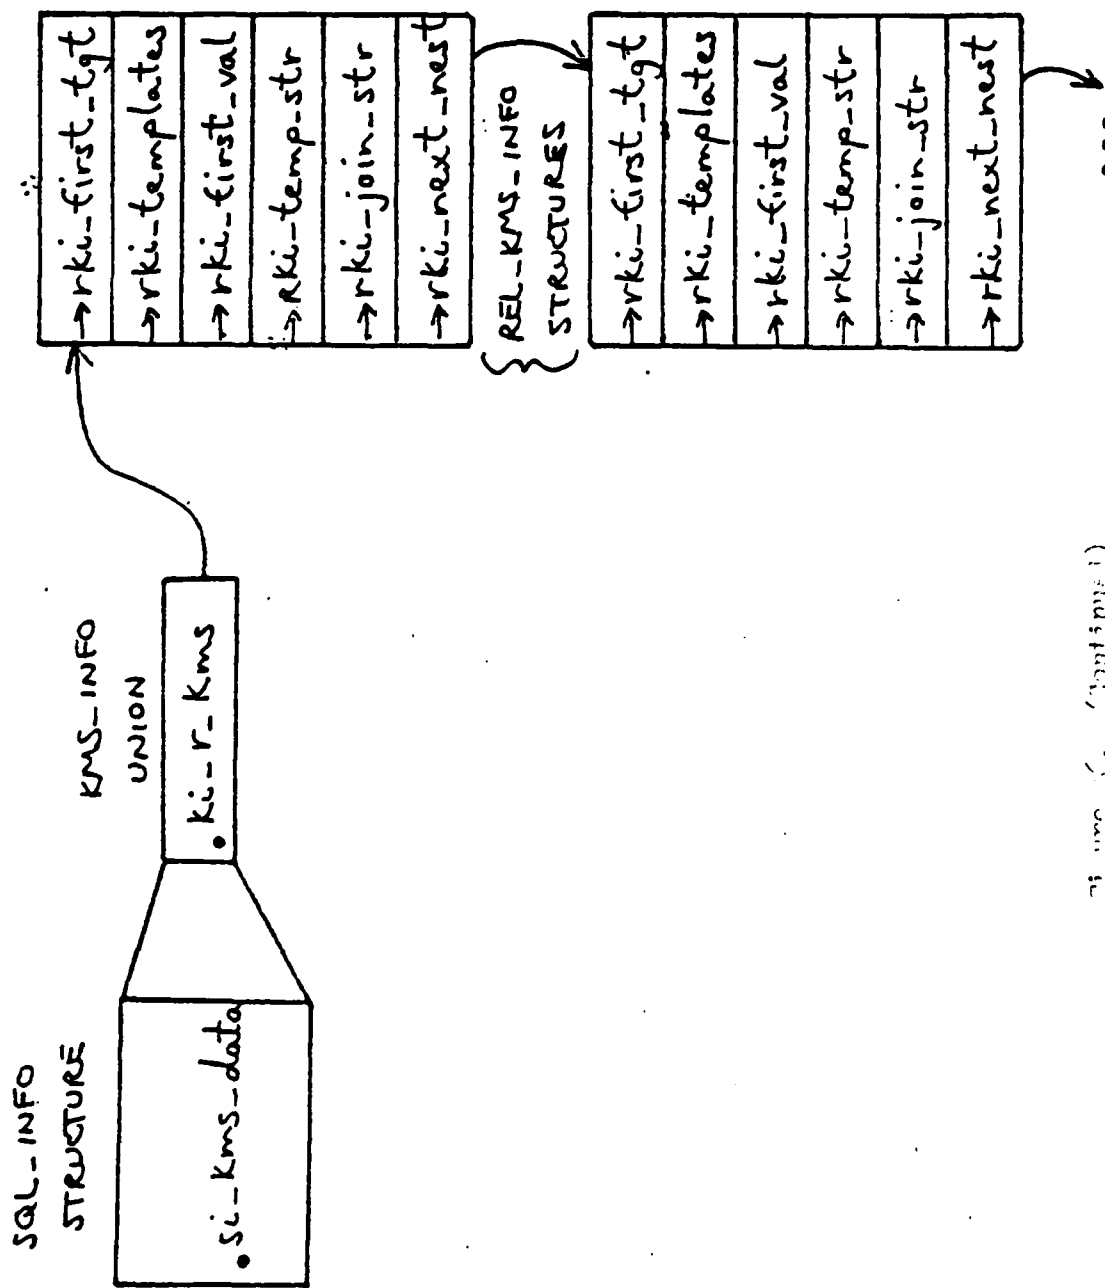 SQL_INFO
STRUCTURE
•si_kms_data
KMS_INFO
UNION
•ki_r_kms
→rki_first_tgt
→rki_templates
→rki_first_val
→rki_temp_str
→rki_join_str
→rki_next_nest
REL_KMS_INFO
STRUCTURES
→rki_first_tgt
→rki_templates
→rki_first_val
→rki_temp_str
→rki_join_str
→rki_next_nest